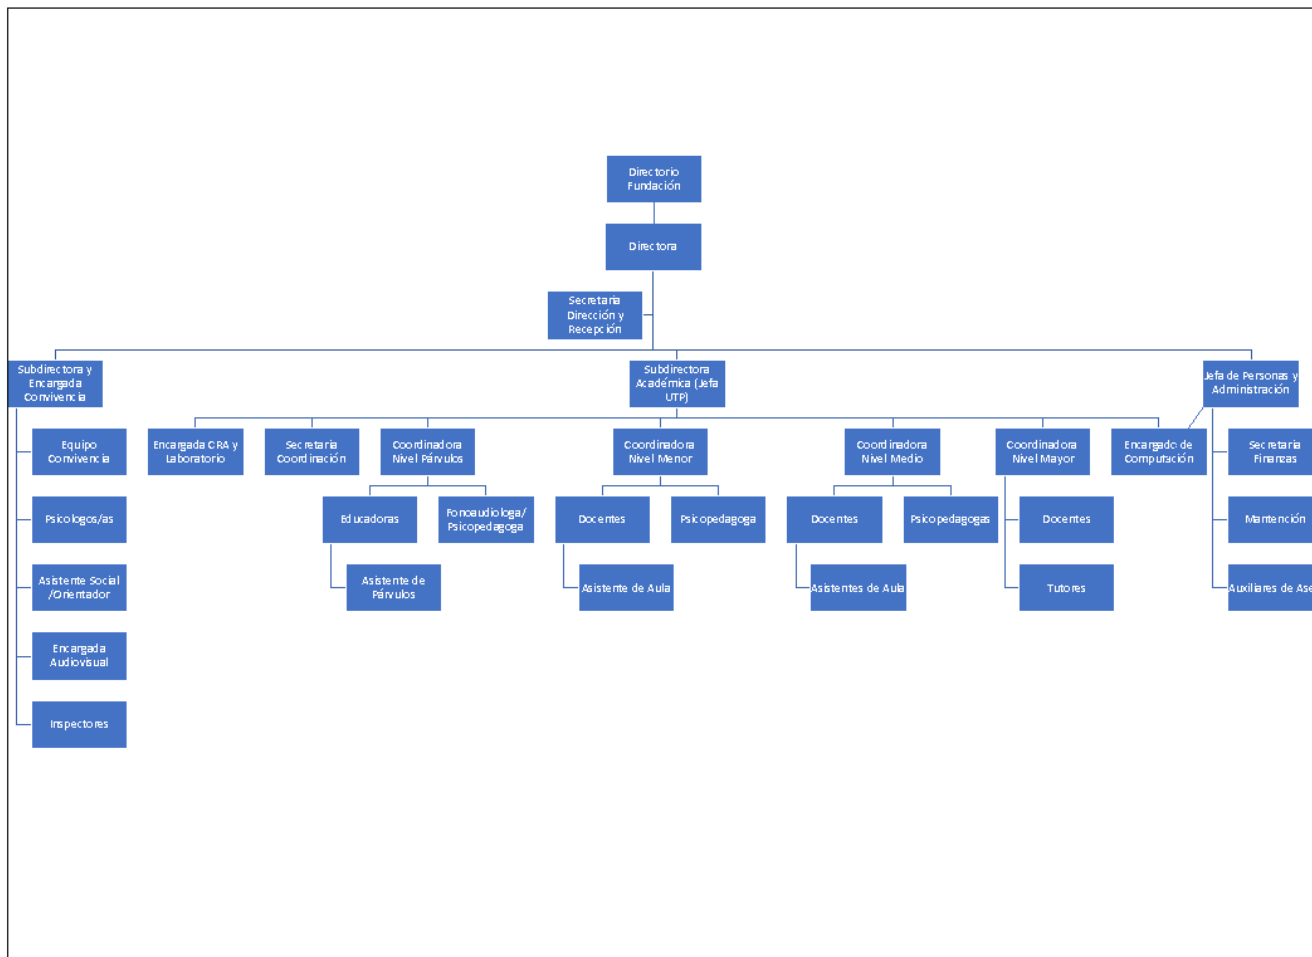 Directorio
Fundación
Directora
Secretaria
Dirección y
Recepción
Subdirectora y
Encargada
Convivencia
Subdirectora
Académica (Jefa
UTP)
Jefa de Personas y
Administración
Equipo
Convivencia
Encargada CRA y
Laboratorio
Secretaria
Coordinación
Coordinadora
Nivel Párvulos
Coordinadora
Nivel Menor
Coordinadora
Nivel Medio
Coordinadora
Nivel Mayor
Encargado de
Computación
Secretaria
Finanzas
Psicologos/as
Educadoras
Fonoaudiologa/
Psicopedagoga
Docentes
Psicopedagoga
Docentes
Psicopedagogas
Docentes
Mantención
Asistente Social
/Orientador
Asistente de
Párvulos
Asistente de Aula
Asistentes de Aula
Tutores
Auxiliares de Ase
Encargada
Audiovisual
Inspectores